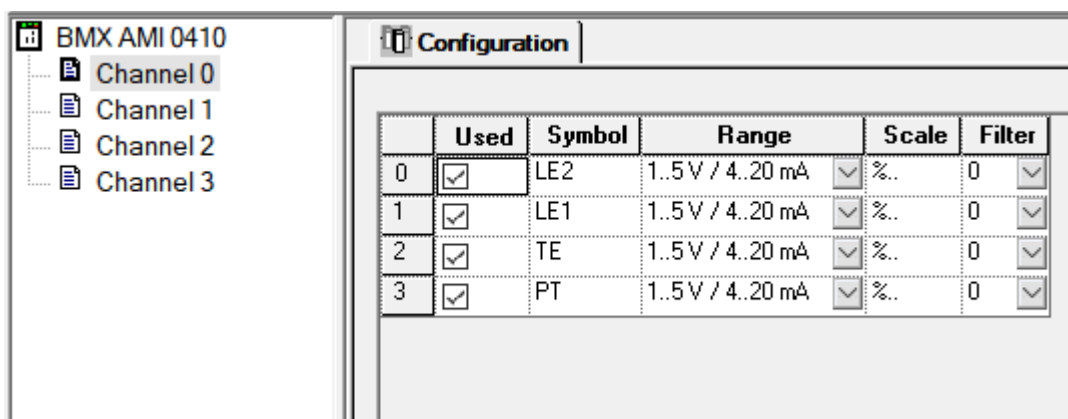 BMX AMI 0410
Channel 0
Channel 1
Channel 2
Channel 3
Configuration
Used Symbol Range Scale Filter
0 LE2 1..5 V / 4..20 mA %.. 0
1 LE1 1..5 V / 4..20 mA %.. 0
2 TE 1..5 V / 4..20 mA %.. 0
3 PT 1..5 V / 4..20 mA %.. 0